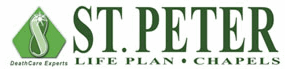 ST. PETER
LIFE PLAN • CHAPELS
DeathCare Experts